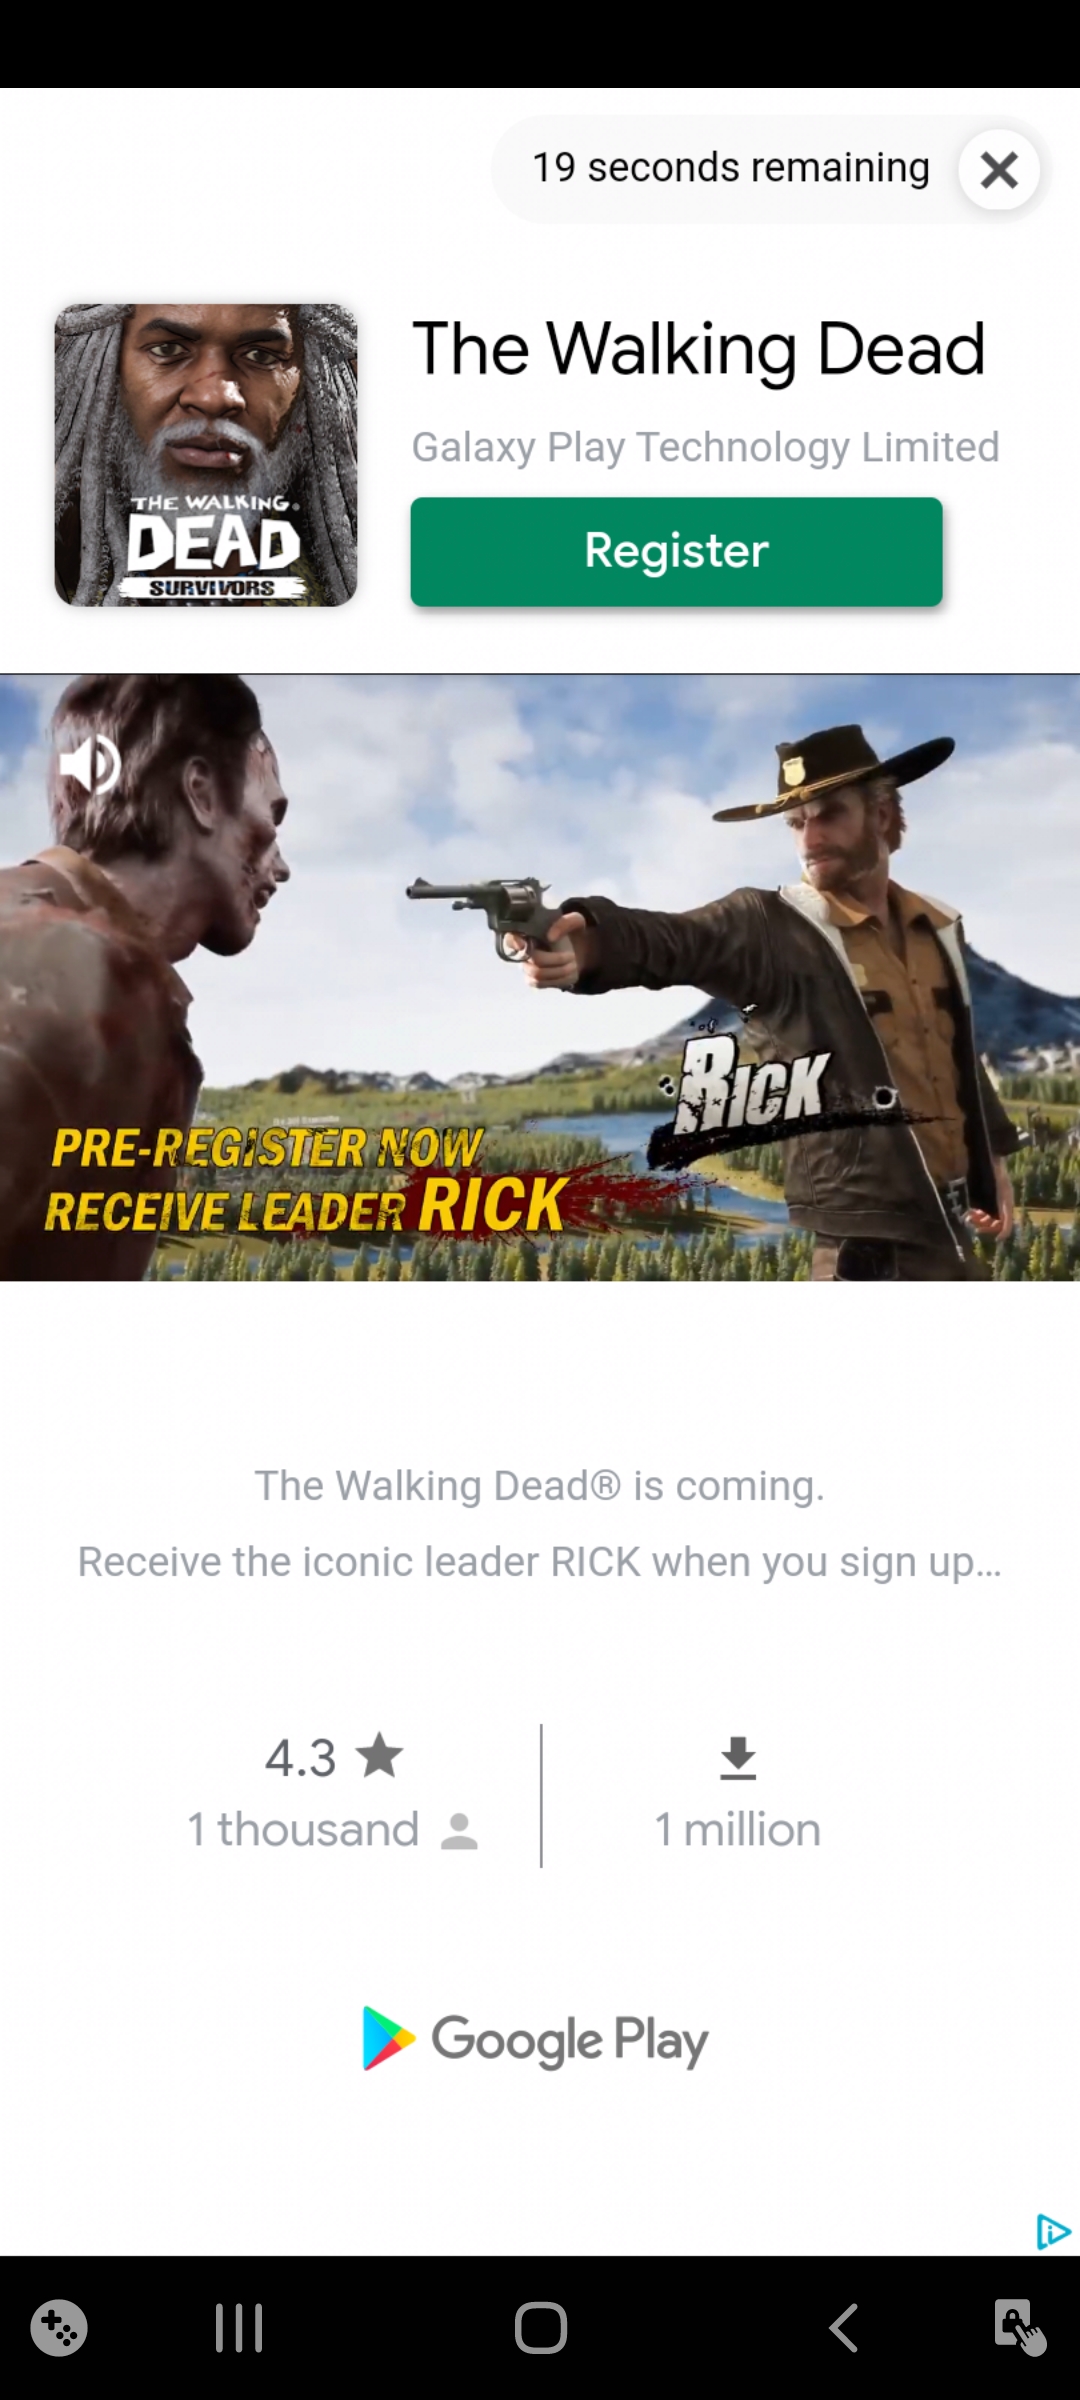 19 seconds remaining
The Walking Dead
Galaxy Play Technology Limited
THE WALKING
DEAD
SURVIVORS
Register
RICK
PRE-REGISTER NOW
RECEIVE LEADER RICK
The Walking Dead® is coming.
Receive the iconic leader RICK when you sign up...
4.3
1 thousand
1 million
Google Play